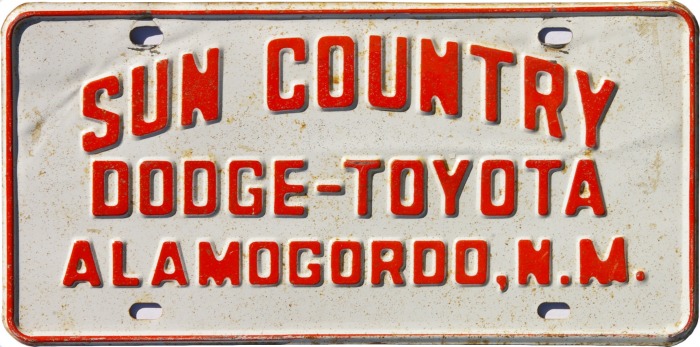 SUN COUNTRY
DODGE-TOYOTA
ALAMOGORDO, N.M.